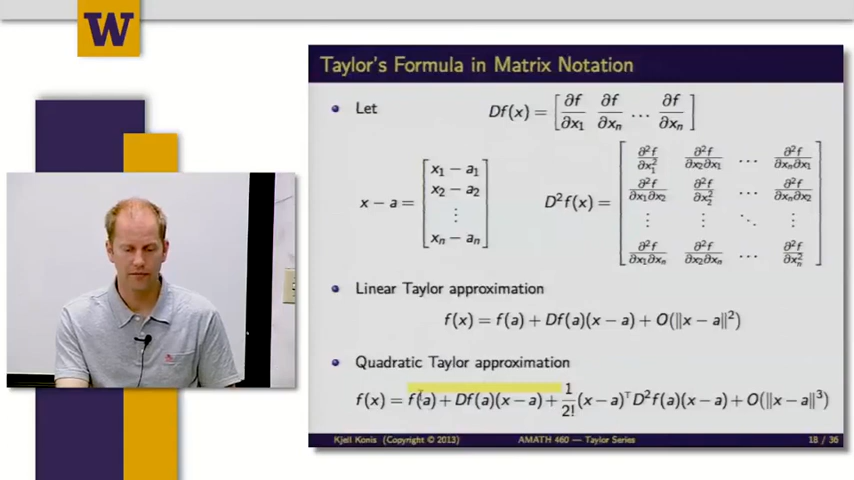 W
Taylor's Formula in Matrix Notation
Let
Df(x) = [∂f/∂x₁ ∂f/∂xₙ ⋯ ∂f/∂xₙ]
x − a = [x₁ − a₁; x₂ − a₂; ⋮; xₙ − aₙ]
D²f(x) = [∂²f/∂x₁² ∂²f/∂x₂∂x₁ ⋯ ∂²f/∂xₙ∂x₁; ∂²f/∂x₁∂x₂ ∂²f/∂x₂² ⋯ ∂²f/∂xₙ∂x₂; ⋮ ⋮ ⋱ ⋮; ∂²f/∂x₁∂xₙ ∂²f/∂x₂∂xₙ ⋯ ∂²f/∂xₙ²]
Linear Taylor approximation
f(x) = f(a) + Df(a)(x − a) + O(‖x − a‖²)
Quadratic Taylor approximation
f(x) = f(a) + Df(a)(x − a) + 1/2! (x − a)ᵀD²f(a)(x − a) + O(‖x − a‖³)
Kjell Konis (Copyright © 2013) AMATH 460 — Taylor Series 18 / 36